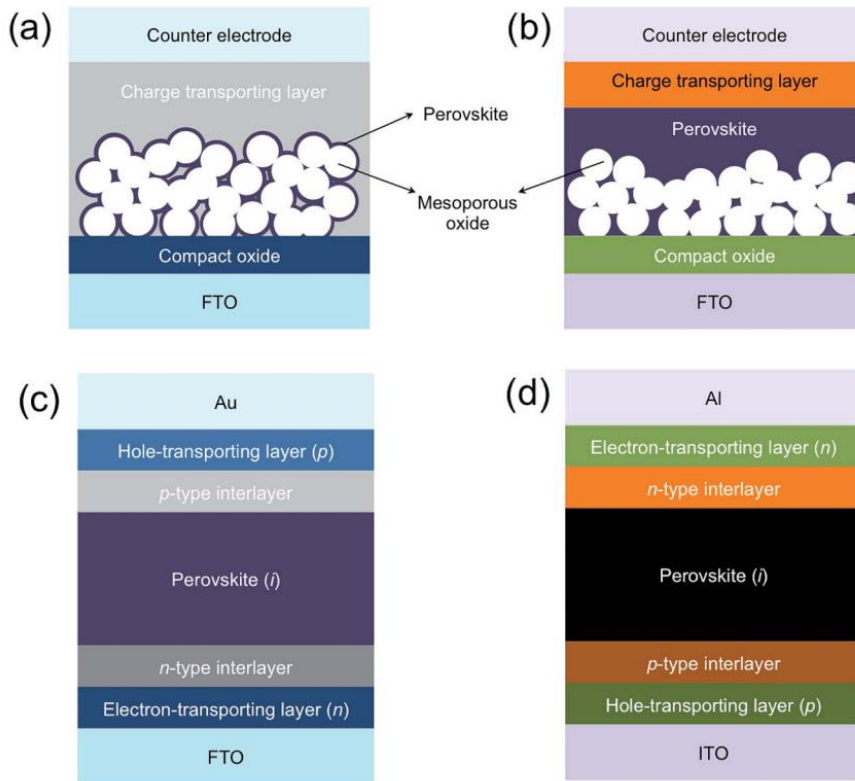 (a)
Counter electrode
Charge transporting layer
Perovskite
Mesoporous
oxide
Compact oxide
FTO
(b)
Counter electrode
Charge transporting layer
Perovskite
Compact oxide
FTO
(c)
Au
Hole-transporting layer (p)
p-type interlayer
Perovskite (i)
n-type interlayer
Electron-transporting layer (n)
FTO
(d)
Al
Electron-transporting layer (n)
n-type interlayer
Perovskite (i)
p-type interlayer
Hole-transporting layer (p)
ITO